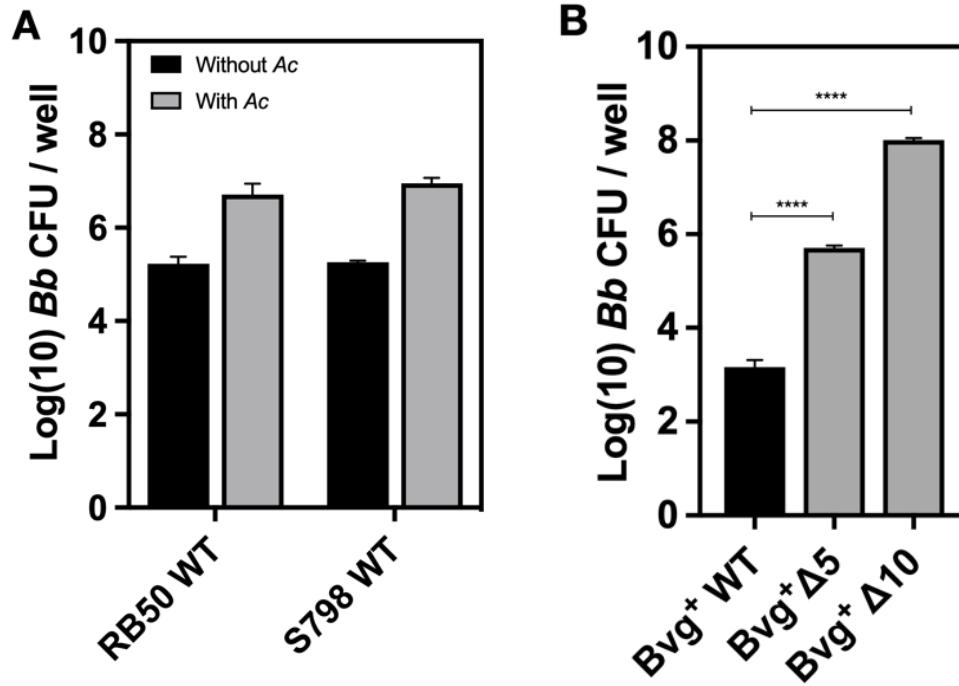 A
Log(10) Bb CFU / well
10
8
6
4
2
0
Without Ac
With Ac
RB50 WT
S798 WT
B
Log(10) Bb CFU / well
10
8
6
4
2
0
****
****
Bvg⁺ WT
Bvg⁺ Δ5
Bvg⁺ Δ10